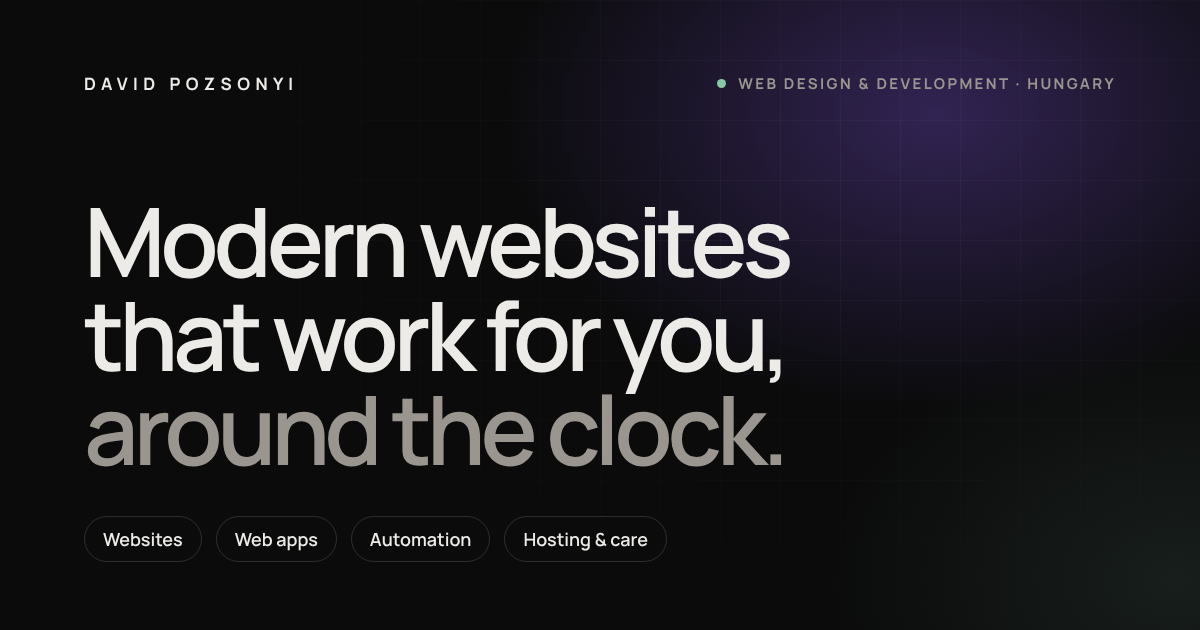 DAVID POZSONYI
WEB DESIGN & DEVELOPMENT · HUNGARY
Modern websites
that work for you,
around the clock.
Websites
Web apps
Automation
Hosting & care